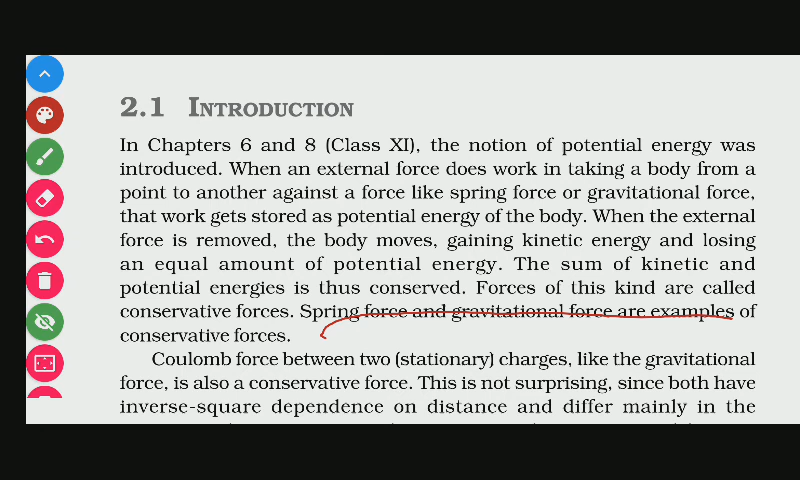 2.1 INTRODUCTION
In Chapters 6 and 8 (Class XI), the notion of potential energy was
introduced. When an external force does work in taking a body from a
point to another against a force like spring force or gravitational force,
that work gets stored as potential energy of the body. When the external
force is removed, the body moves, gaining kinetic energy and losing
an equal amount of potential energy. The sum of kinetic and
potential energies is thus conserved. Forces of this kind are called
conservative forces. Spring force and gravitational force are examples of
conservative forces.
Coulomb force between two (stationary) charges, like the gravitational
force, is also a conservative force. This is not surprising, since both have
inverse-square dependence on distance and differ mainly in the